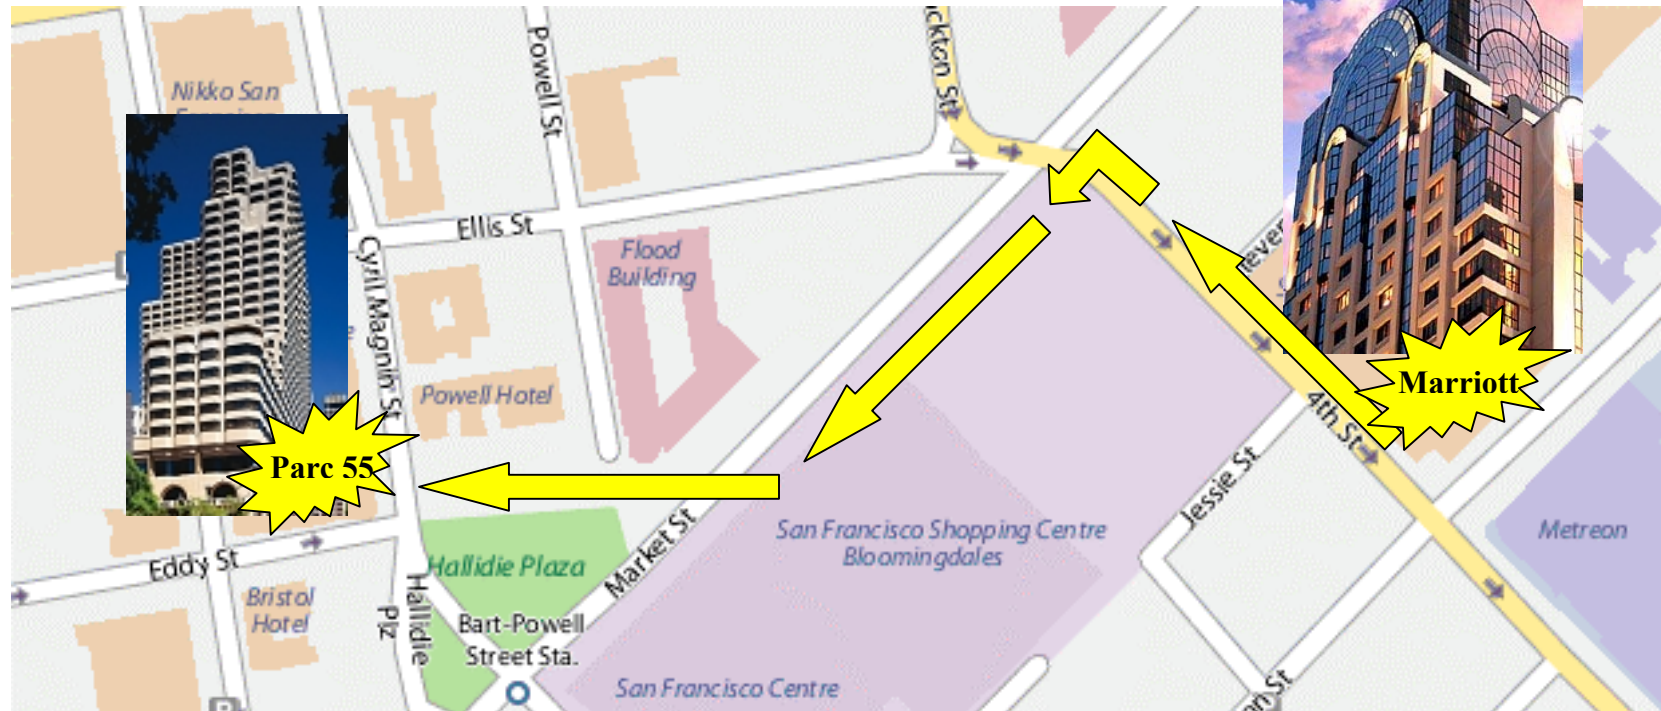 Nikko San
Powell St
ckton St
Ellis St
Flood
Building
Cyril Magnin St
Powell Hotel
Marriott
4th St
Parc 55
Jessie St
San Francisco Shopping Centre
Bloomingdales
Metreon
Market St
Hallidie Plaza
Eddy St
Hallidie
Plz
Bristol
Hotel
Bart-Powell
Street Sta.
San Francisco Centre
on St